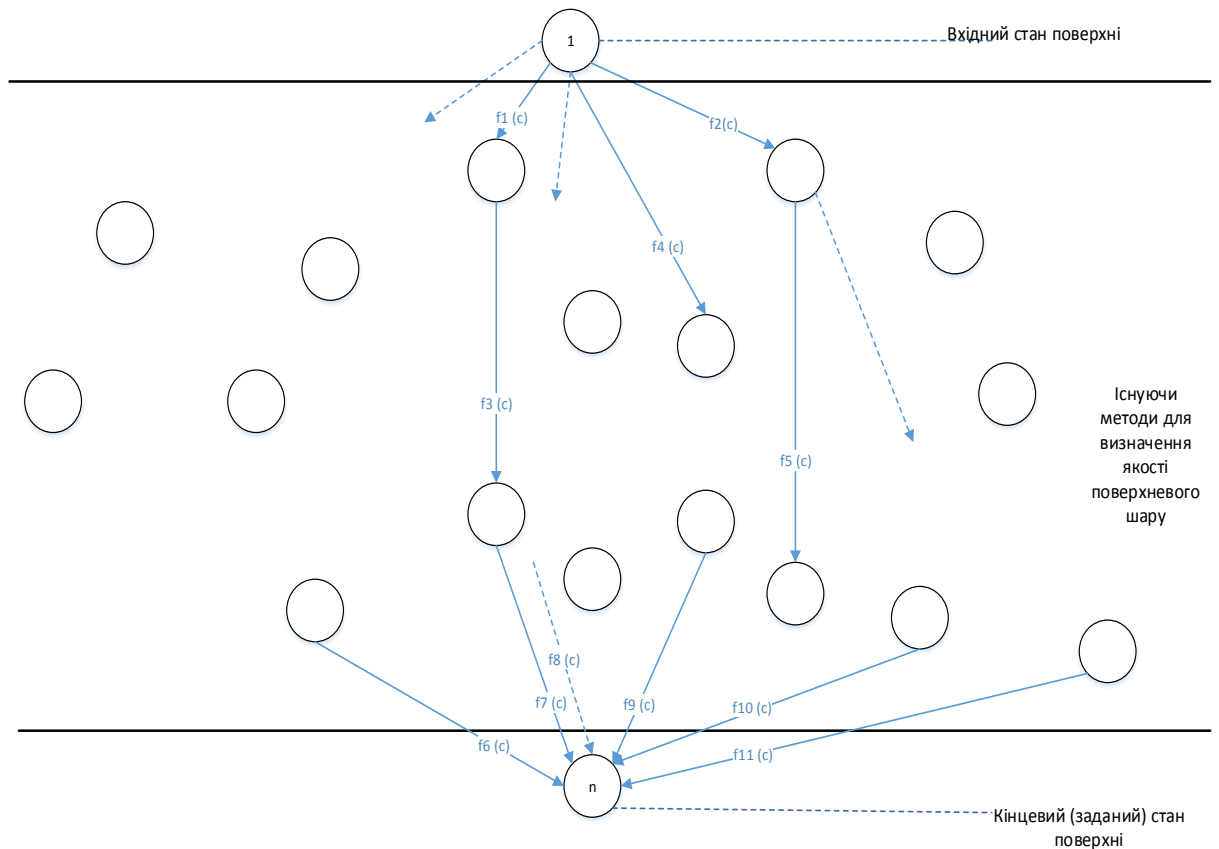 1
Вхідний стан поверхні
f1 (c)
f2(c)
f4 (c)
f3 (c)
Існуючи
методи для
визначення
якості
поверхневого
шару
f5 (c)
f8 (c)
f7 (c)
f9 (c)
f10 (c)
f6 (c)
f11 (c)
n
Кінцевий (заданий) стан
поверхні